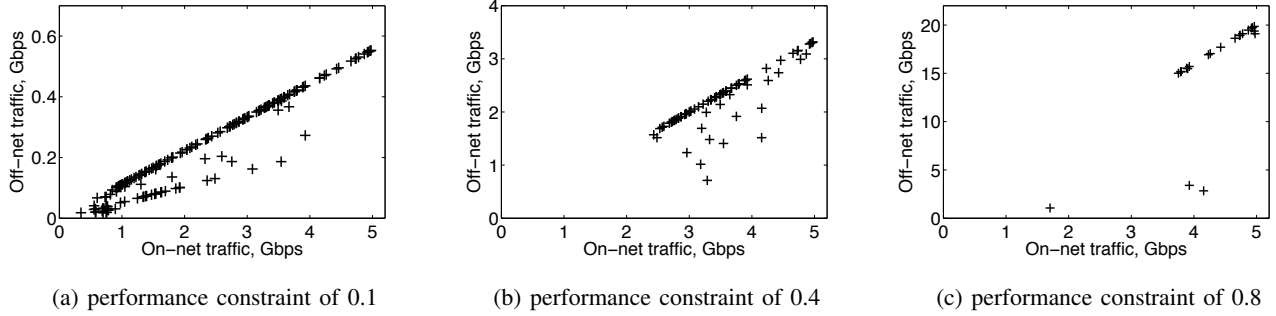 Off−net traffic, Gbps
0.6
0.4
0.2
0
0 1 2 3 4 5
On−net traffic, Gbps
(a) performance constraint of 0.1
Off−net traffic, Gbps
4
3
2
1
0
0 1 2 3 4 5
On−net traffic, Gbps
(b) performance constraint of 0.4
Off−net traffic, Gbps
20
15
10
5
0
0 1 2 3 4 5
On−net traffic, Gbps
(c) performance constraint of 0.8